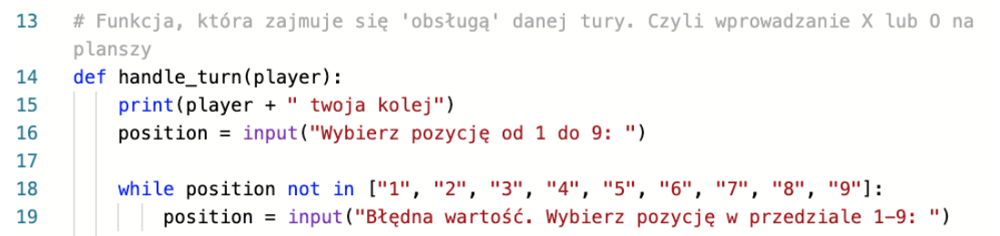 13 # Funkcja, która zajmuje się 'obsługą' danej tury. Czyli wprowadzanie X lub O na
planszy
14 def handle_turn(player):
15 print(player + " twoja kolej")
16 position = input("Wybierz pozycję od 1 do 9: ")
17
18 while position not in ["1", "2", "3", "4", "5", "6", "7", "8", "9"]:
19 position = input("Błędna wartość. Wybierz pozycję w przedziale 1-9: ")